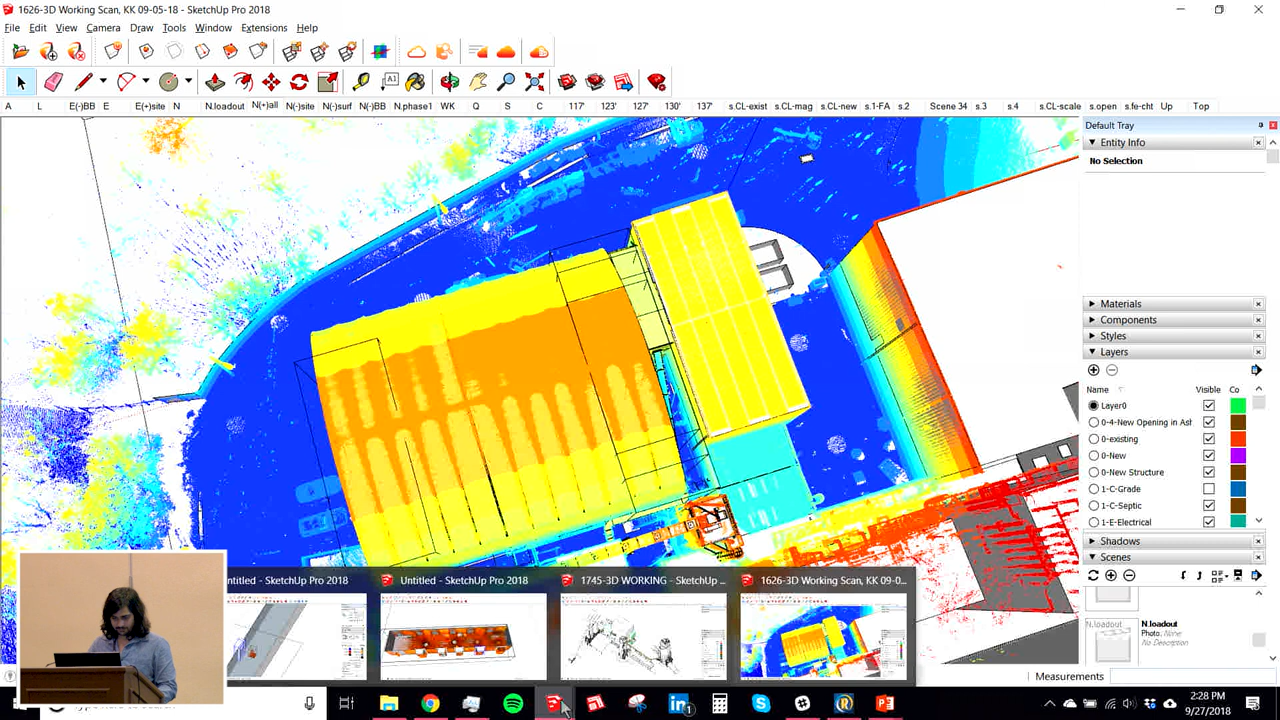 1626-3D Working Scan, KK 09-05-18 - SketchUp Pro 2018
File Edit View Camera Draw Tools Window Extensions Help
A L E(-)BB E E(+)site N N.loadout N(+)all N(-)site N(-)surf N(-)BB N.phase1 WK Q S C 117' 123' 127' 130' 137' s.CL-exist s.CL-mag s.CL-new s.1-FA s.2 Scene 34 s.3 s.4 s.CL-scale s.open s.fe-cht Up Top
Default Tray
Entity Info
No Selection
Materials
Components
Styles
Layers
Name Visible Co
Layer0
0-4-New Opening in Ast
0-existing
0-New
0-New Structure
1-C-Grade
1-C-Septic
1-E-Electrical
Shadows
Scenes
N.loadout
N.loadout
Photo: None
No Description
Measurements
ntitled - SketchUp Pro 2018
Untitled - SketchUp Pro 2018
1745-3D WORKING - SketchUp ...
1626-3D Working Scan, KK 09-0...
2:28 PM
9/27/2018